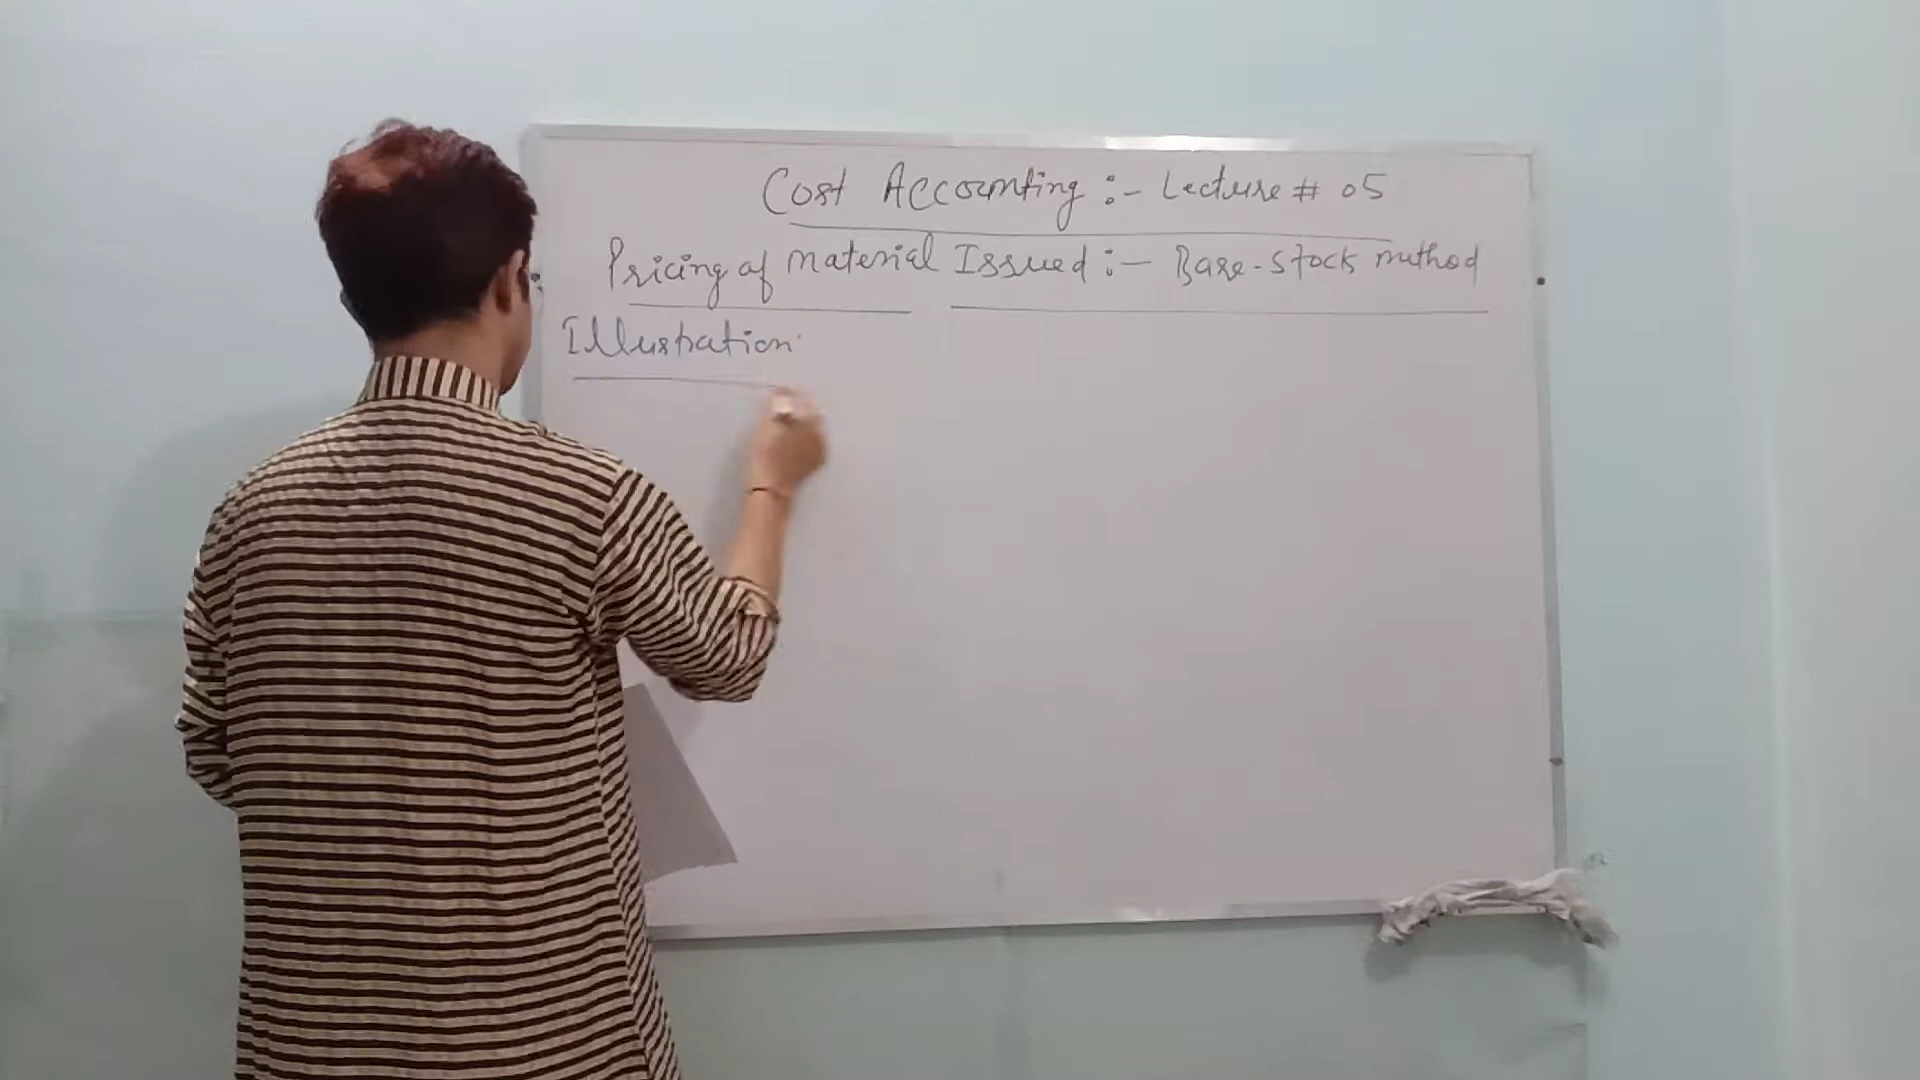 Cost Accounting :- Lecture # 05
Pricing of Material Issued :- Base-stock method
Illustration: